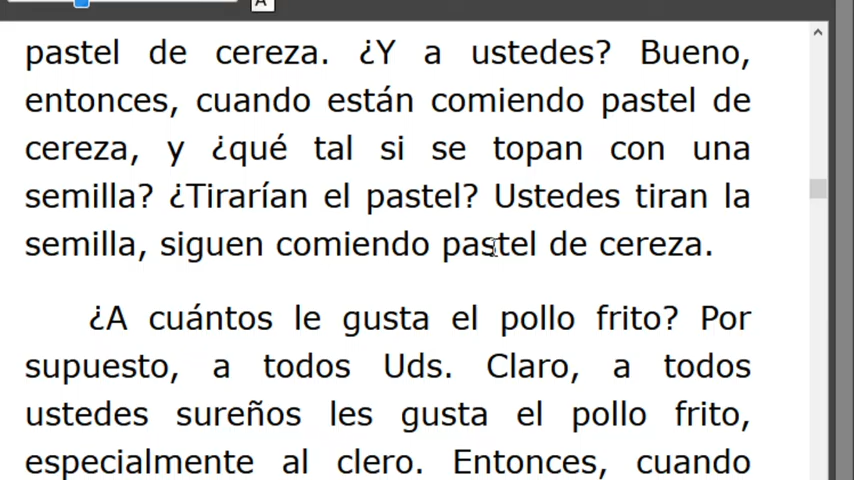 A
pastel de cereza. ¿Y a ustedes? Bueno,
entonces, cuando están comiendo pastel de
cereza, y ¿qué tal si se topan con una
semilla? ¿Tirarían el pastel? Ustedes tiran la
semilla, siguen comiendo pastel de cereza.
¿A cuántos le gusta el pollo frito? Por
supuesto, a todos Uds. Claro, a todos
ustedes sureños les gusta el pollo frito,
especialmente al clero. Entonces, cuando